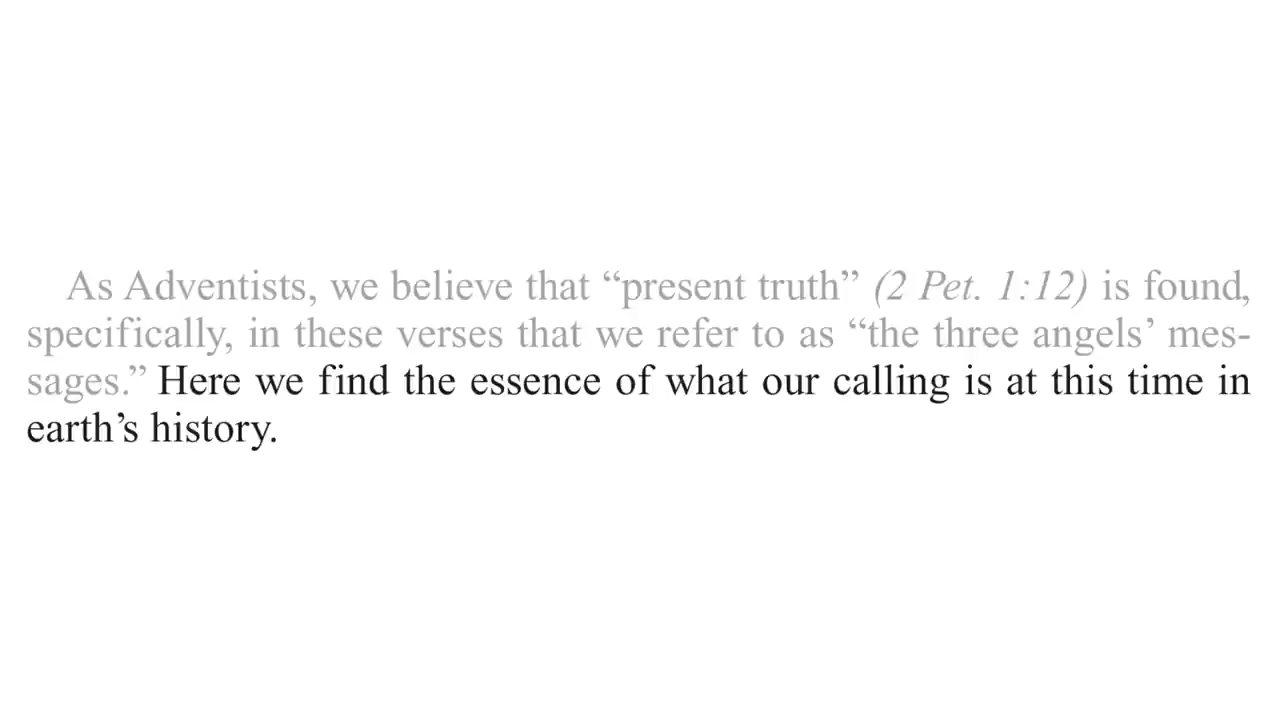 As Adventists, we believe that “present truth” (2 Pet. 1:12) is found,
specifically, in these verses that we refer to as “the three angels’ mes-
sages.” Here we find the essence of what our calling is at this time in
earth’s history.